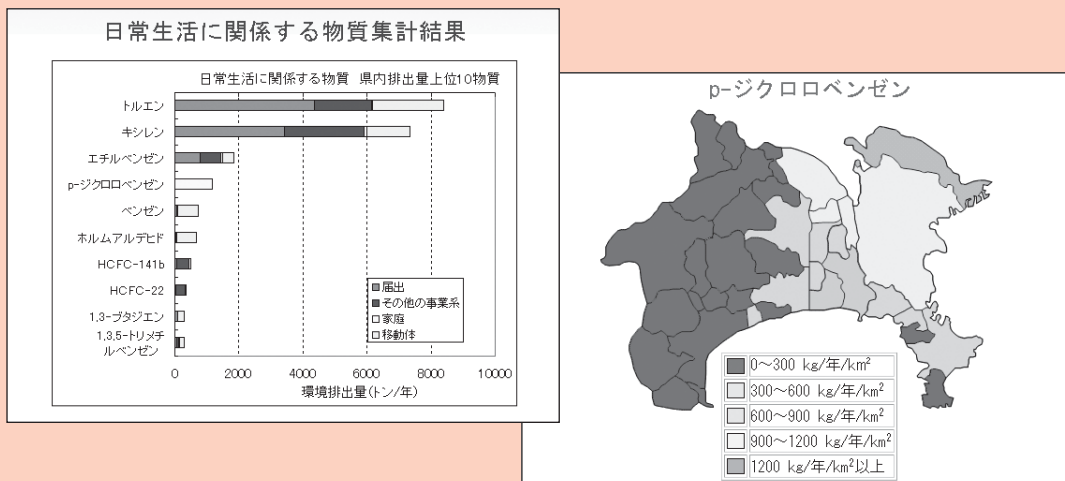 日常生活に関係する物質集計結果
日常生活に関係する物質 県内排出量上位10物質
トルエン
キシレン
エチルベンゼン
p-ジクロロベンゼン
ベンゼン
ホルムアルデヒド
HCFC-141b
HCFC-22
1,3-ブタジエン
1,3,5-トリメチ
ルベンゼン
届出
その他の事業系
家庭
移動体
0 2000 4000 6000 8000 10000
環境排出量(トン/年)
p-ジクロロベンゼン
0～300 kg/年/km²
300～600 kg/年/km²
600～900 kg/年/km²
900～1200 kg/年/km²
1200 kg/年/km²以上